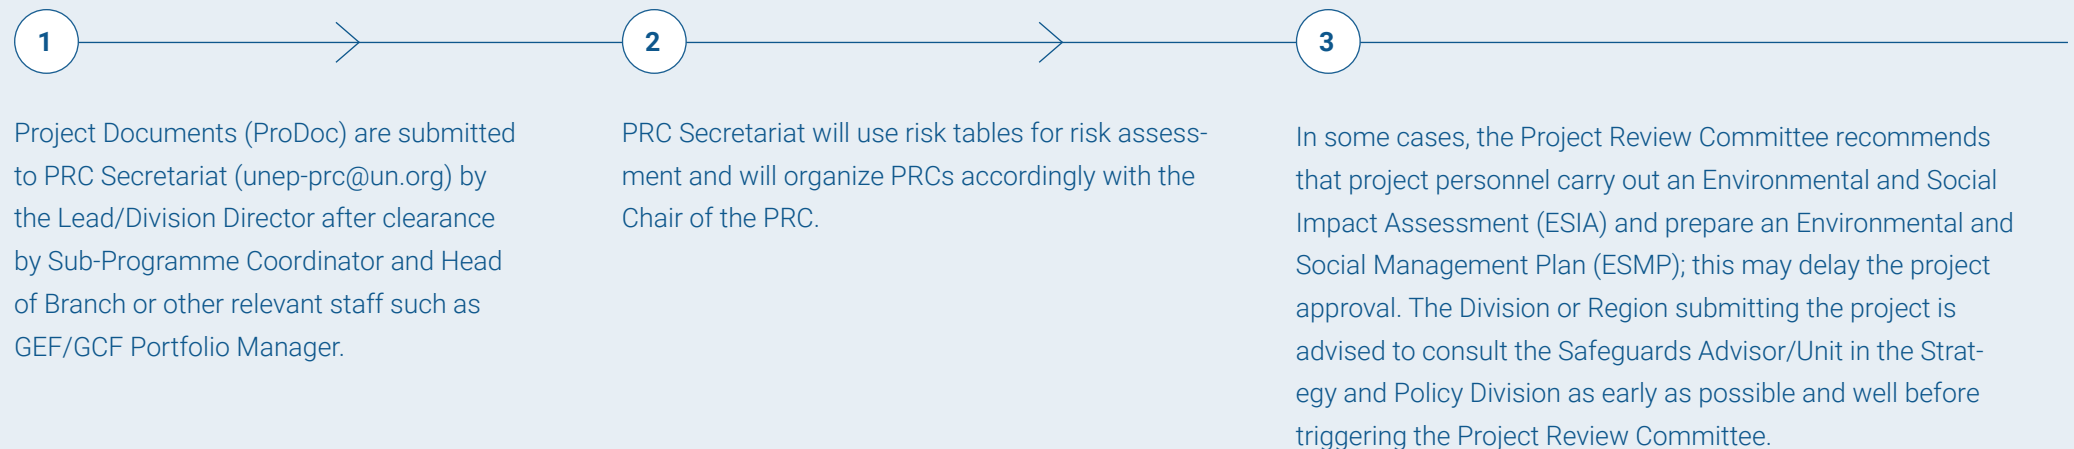 1
Project Documents (ProDoc) are submitted
to PRC Secretariat (unep-prc@un.org) by
the Lead/Division Director after clearance
by Sub-Programme Coordinator and Head
of Branch or other relevant staff such as
GEF/GCF Portfolio Manager.
2
PRC Secretariat will use risk tables for risk assess-
ment and will organize PRCs accordingly with the
Chair of the PRC.
3
In some cases, the Project Review Committee recommends
that project personnel carry out an Environmental and Social
Impact Assessment (ESIA) and prepare an Environmental and
Social Management Plan (ESMP); this may delay the project
approval. The Division or Region submitting the project is
advised to consult the Safeguards Advisor/Unit in the Strat-
egy and Policy Division as early as possible and well before
triggering the Project Review Committee.